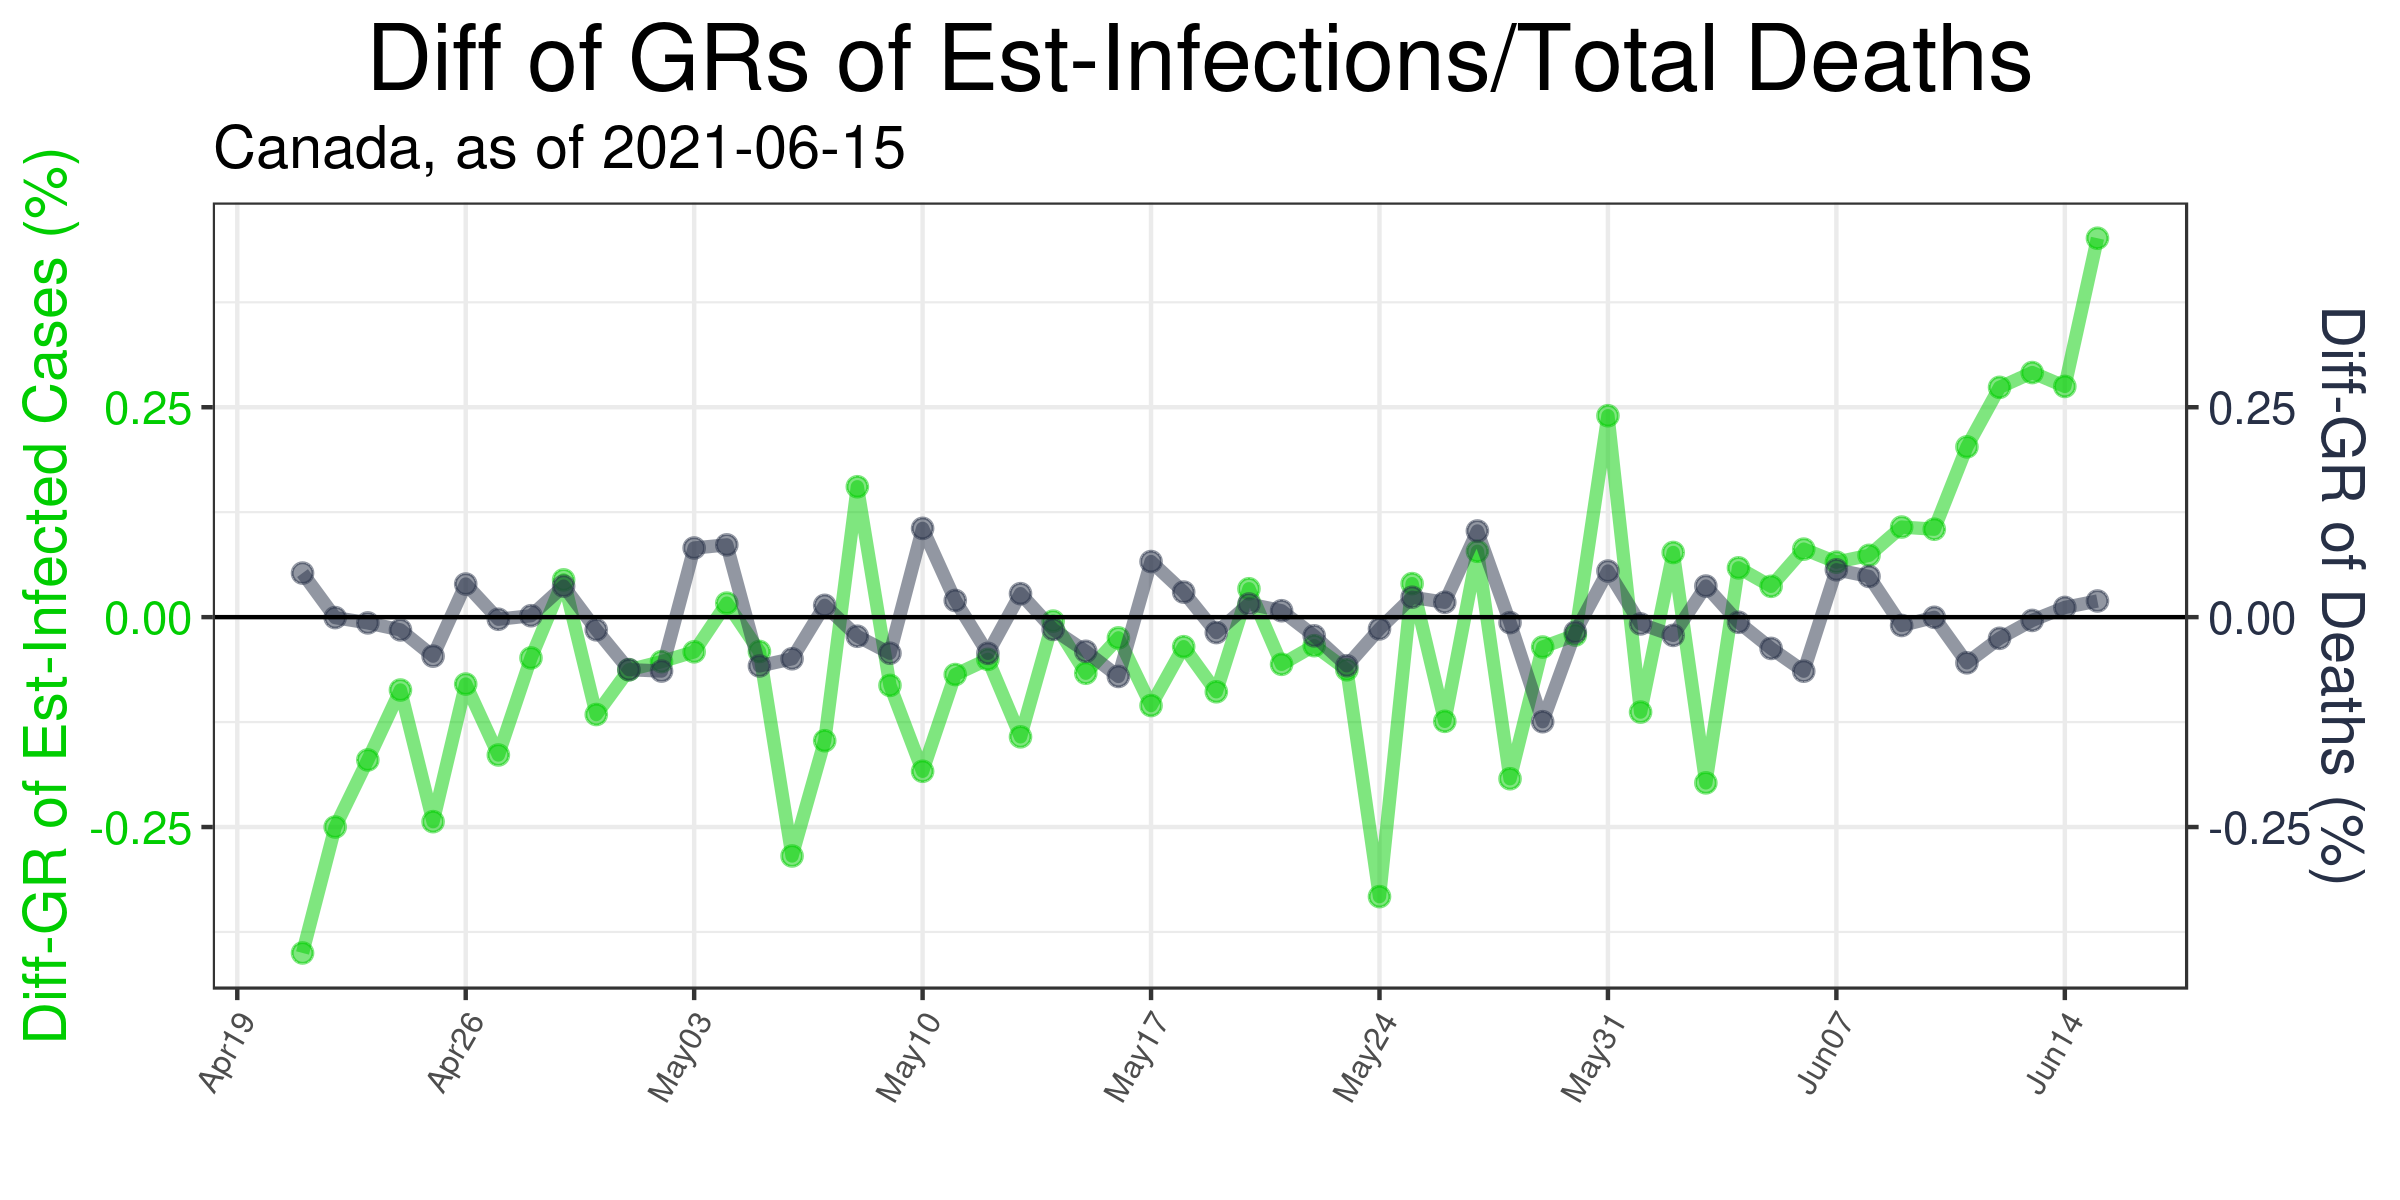 Diff of GRs of Est-Infections/Total Deaths
Canada, as of 2021-06-15
Diff-GR of Est-Infected Cases (%)
0.25
0.00
-0.25
0.25
0.00
-0.25
Diff-GR of Deaths (%)
Apr19
Apr26
May03
May10
May17
May24
May31
Jun07
Jun14